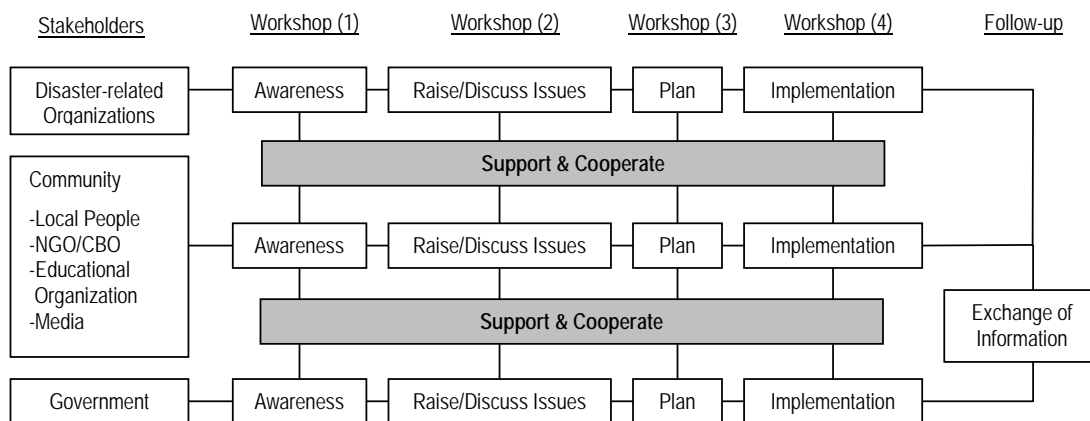 Stakeholders Workshop (1) Workshop (2) Workshop (3) Workshop (4) Follow-up
Disaster-related
Organizations
Awareness Raise/Discuss Issues Plan Implementation
Support & Cooperate
Community
-Local People
-NGO/CBO
-Educational
Organization
-Media
Awareness Raise/Discuss Issues Plan Implementation
Support & Cooperate
Exchange of
Information
Government Awareness Raise/Discuss Issues Plan Implementation